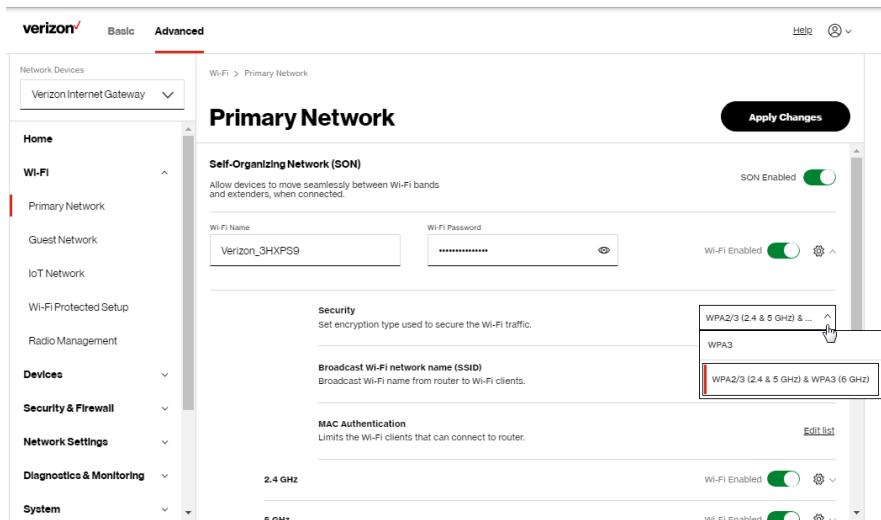 verizon✓
Basic
Advanced
Help
Network Devices
Verizon Internet Gateway
Home
Wi-Fi
Primary Network
Guest Network
IoT Network
Wi-Fi Protected Setup
Radio Management
Devices
Security & Firewall
Network Settings
Diagnostics & Monitoring
System
Wi-Fi > Primary Network
Primary Network
Apply Changes
Self-Organizing Network (SON)
Allow devices to move seamlessly between Wi-Fi bands
and extenders, when connected.
SON Enabled
Wi-Fi Name
Verizon_3HXPS9
Wi-Fi Password
•••••••••••••••
Wi-Fi Enabled
Security
Set encryption type used to secure the Wi-Fi traffic.
WPA2/3 (2.4 & 5 GHz) & ...
WPA3
WPA2/3 (2.4 & 5 GHz) & WPA3 (6 GHz)
Broadcast Wi-Fi network name (SSID)
Broadcast Wi-Fi name from router to Wi-Fi clients.
MAC Authentication
Limits the Wi-Fi clients that can connect to router.
Edit list
2.4 GHz
Wi-Fi Enabled
5 GHz
Wi-Fi Enabled